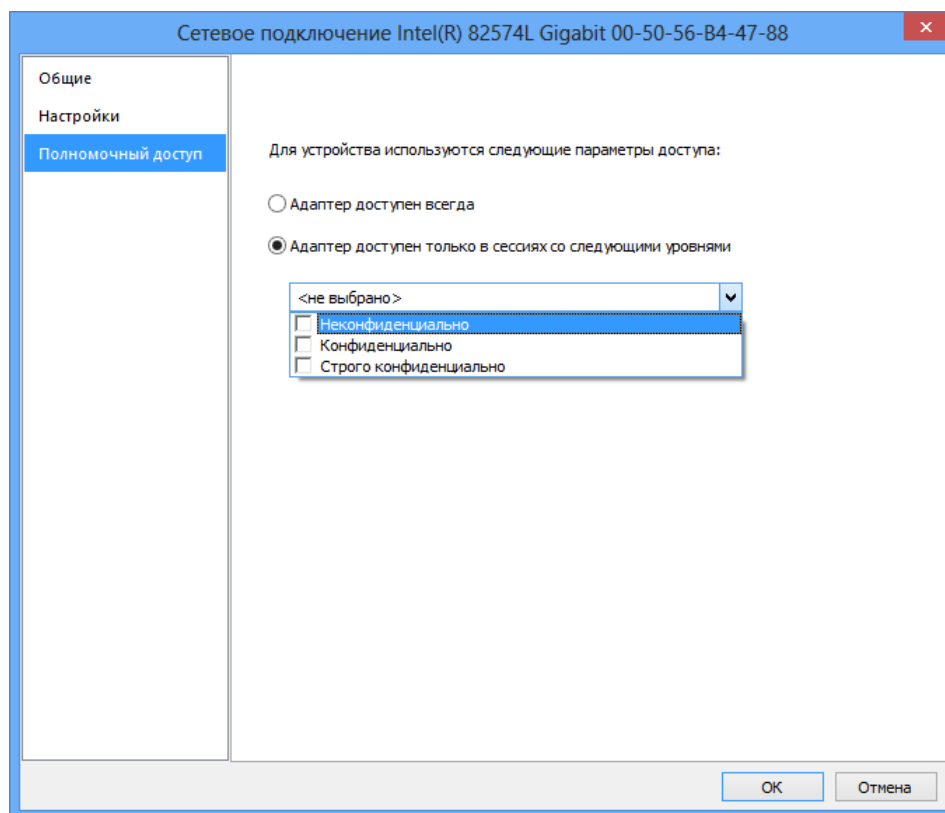 Сетевое подключение Intel(R) 82574L Gigabit 00-50-56-B4-47-88
Общие
Настройки
Полномочный доступ
Для устройства используются следующие параметры доступа:
Адаптер доступен всегда
Адаптер доступен только в сессиях со следующими уровнями
<не выбрано>
Неконфиденциально
Конфиденциально
Строго конфиденциально
OK
Отмена